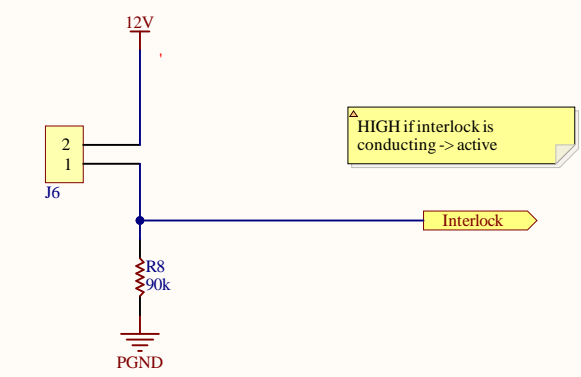 12V
HIGH if interlock is
conducting -> active
2
1
J6
Interlock
R8
90k
PGND